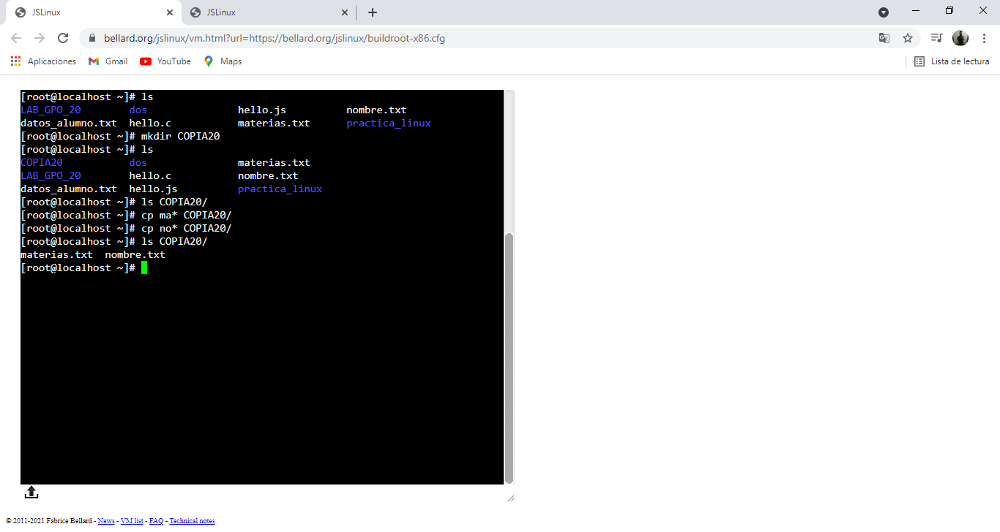 JSLinux JSLinux
bellard.org/jslinux/vm.html?url=https://bellard.org/jslinux/buildroot-x86.cfg
Aplicaciones Gmail YouTube Maps Lista de lectura
[root@localhost ~]# ls
LAB_GPO_20 dos hello.js nombre.txt
datos_alumno.txt hello.c materias.txt practica_linux
[root@localhost ~]# mkdir COPIA20
[root@localhost ~]# ls
COPIA20 dos materias.txt
LAB_GPO_20 hello.c nombre.txt
datos_alumno.txt hello.js practica_linux
[root@localhost ~]# ls COPIA20/
[root@localhost ~]# cp ma* COPIA20/
[root@localhost ~]# cp no* COPIA20/
[root@localhost ~]# ls COPIA20/
materias.txt nombre.txt
[root@localhost ~]#
© 2011-2021 Fabrice Bellard - News - VM list - FAQ - Technical notes